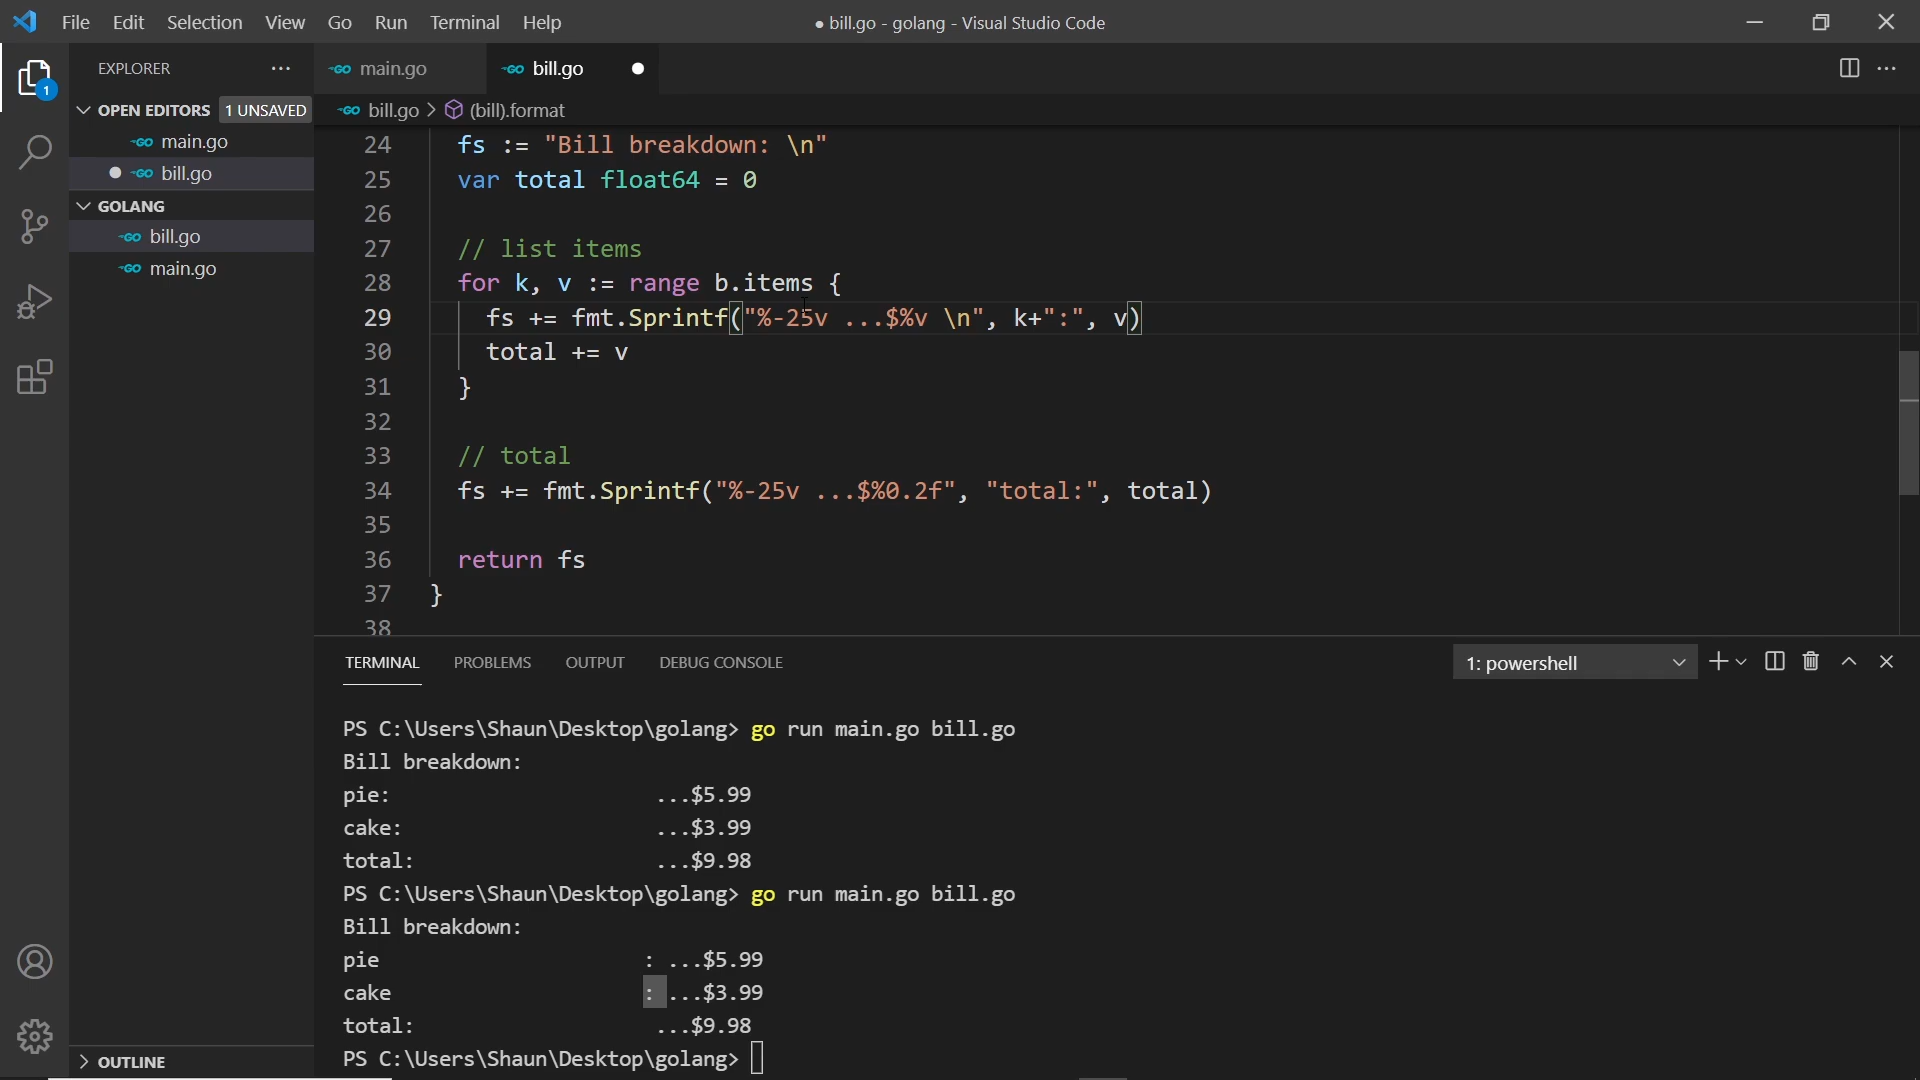 File Edit Selection View Go Run Terminal Help
● bill.go - golang - Visual Studio Code
EXPLORER
OPEN EDITORS 1 UNSAVED
main.go
bill.go
GOLANG
bill.go
main.go
OUTLINE
1
main.go bill.go
bill.go > (bill).format
24 fs := "Bill breakdown: \n"
25 var total float64 = 0
26
27 // list items
28 for k, v := range b.items {
29 fs += fmt.Sprintf("%-25v ...$%v \n", k+":", v)
30 total += v
31 }
32
33 // total
34 fs += fmt.Sprintf("%-25v ...$%0.2f", "total:", total)
35
36 return fs
37 }
38
TERMINAL PROBLEMS OUTPUT DEBUG CONSOLE
1: powershell
PS C:\Users\Shaun\Desktop\golang> go run main.go bill.go
Bill breakdown:
pie: ...$5.99
cake: ...$3.99
total: ...$9.98
PS C:\Users\Shaun\Desktop\golang> go run main.go bill.go
Bill breakdown:
pie : ...$5.99
cake : ...$3.99
total: ...$9.98
PS C:\Users\Shaun\Desktop\golang>